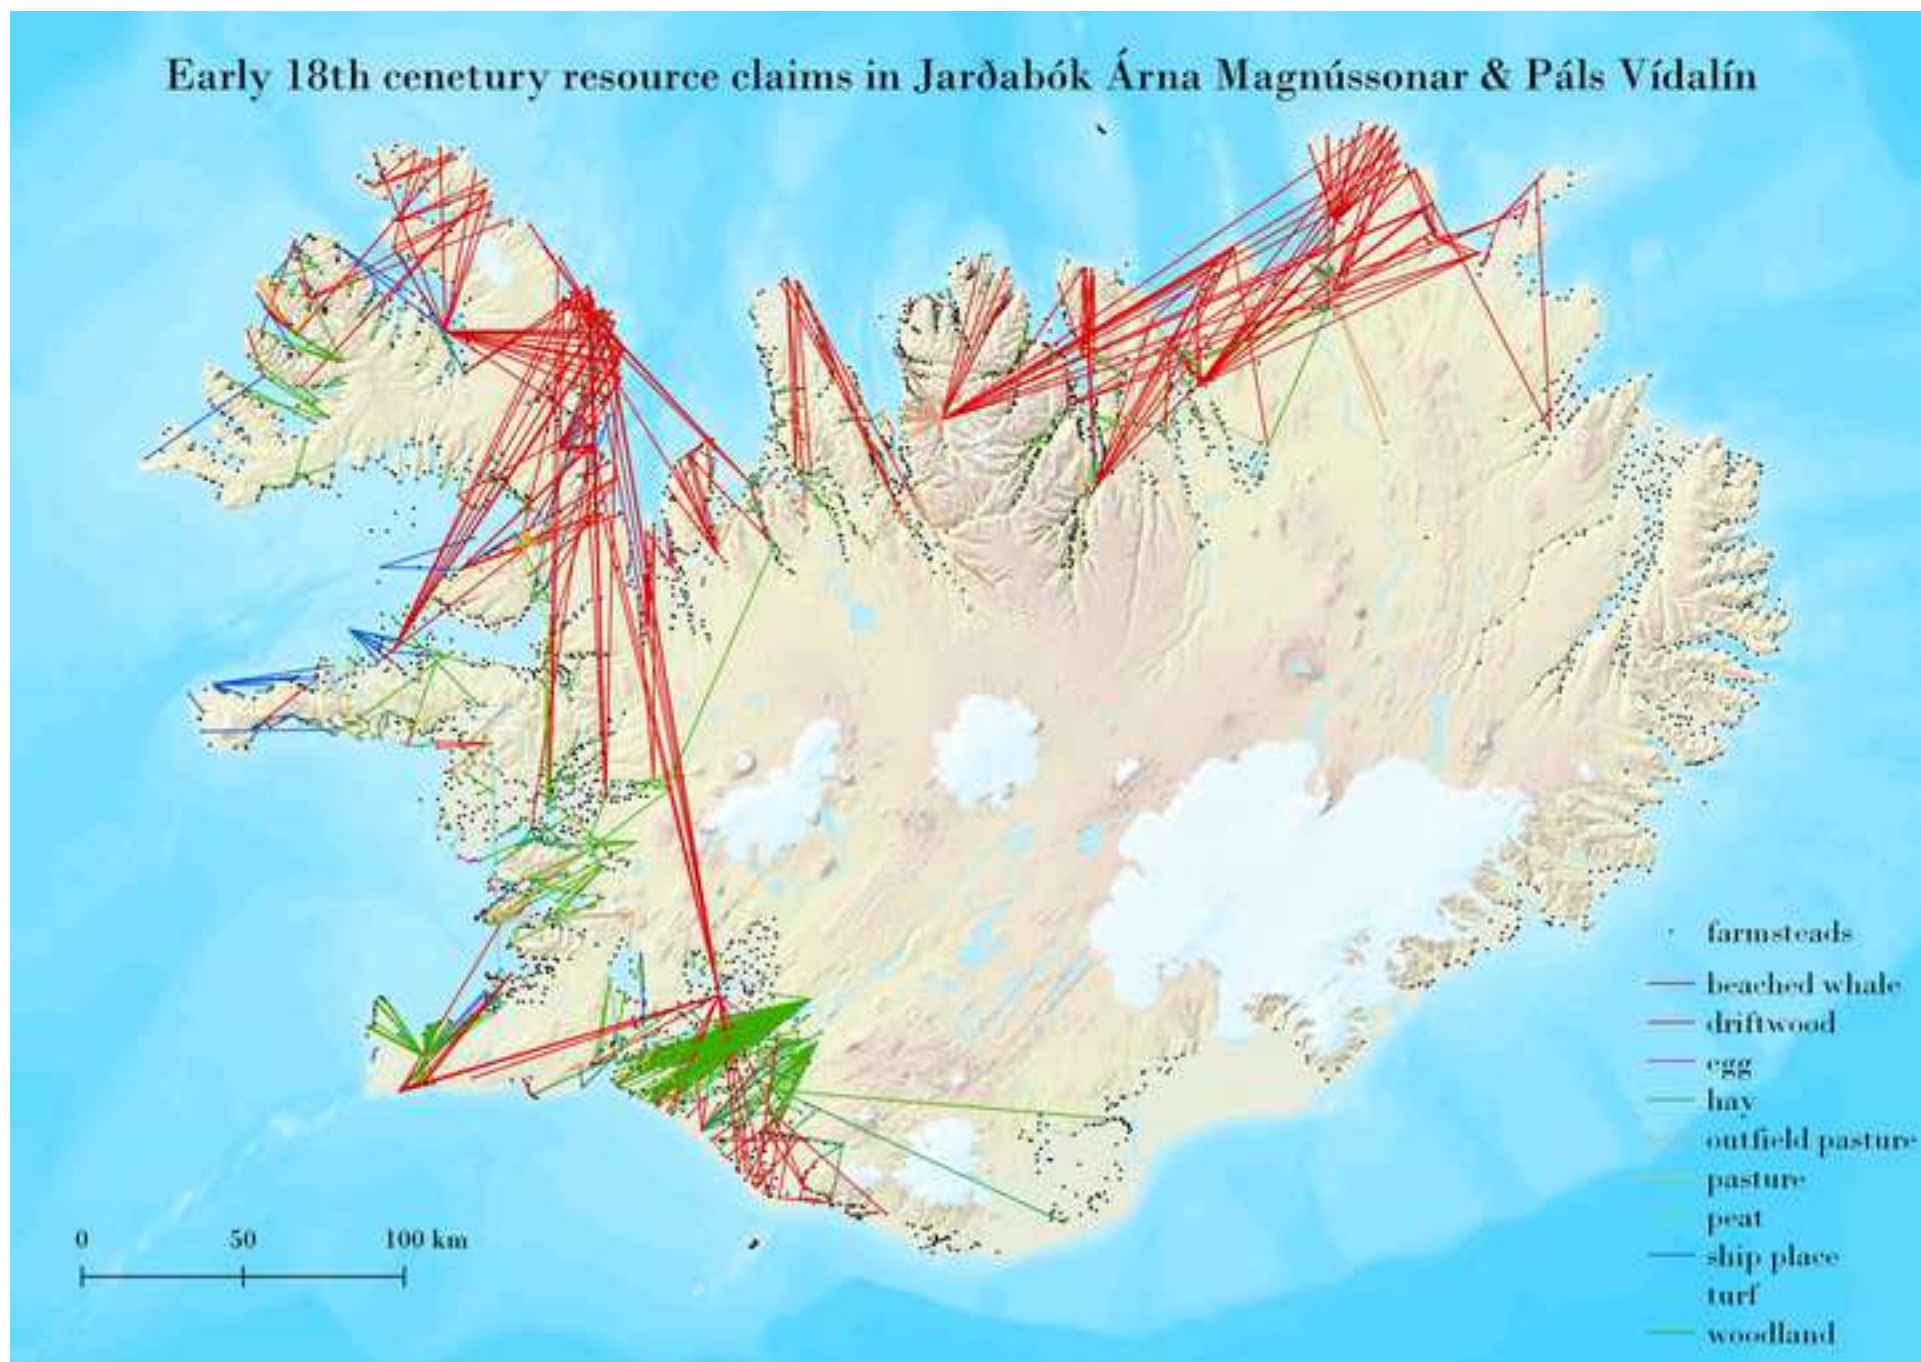 Early 18th cenetury resource claims in Jarðabók Árna Magnússonar & Páls Vídalín
farmsteads
beached whale
driftwood
egg
hay
outfield pasture
pasture
peat
ship place
turf
woodland
0 50 100 km